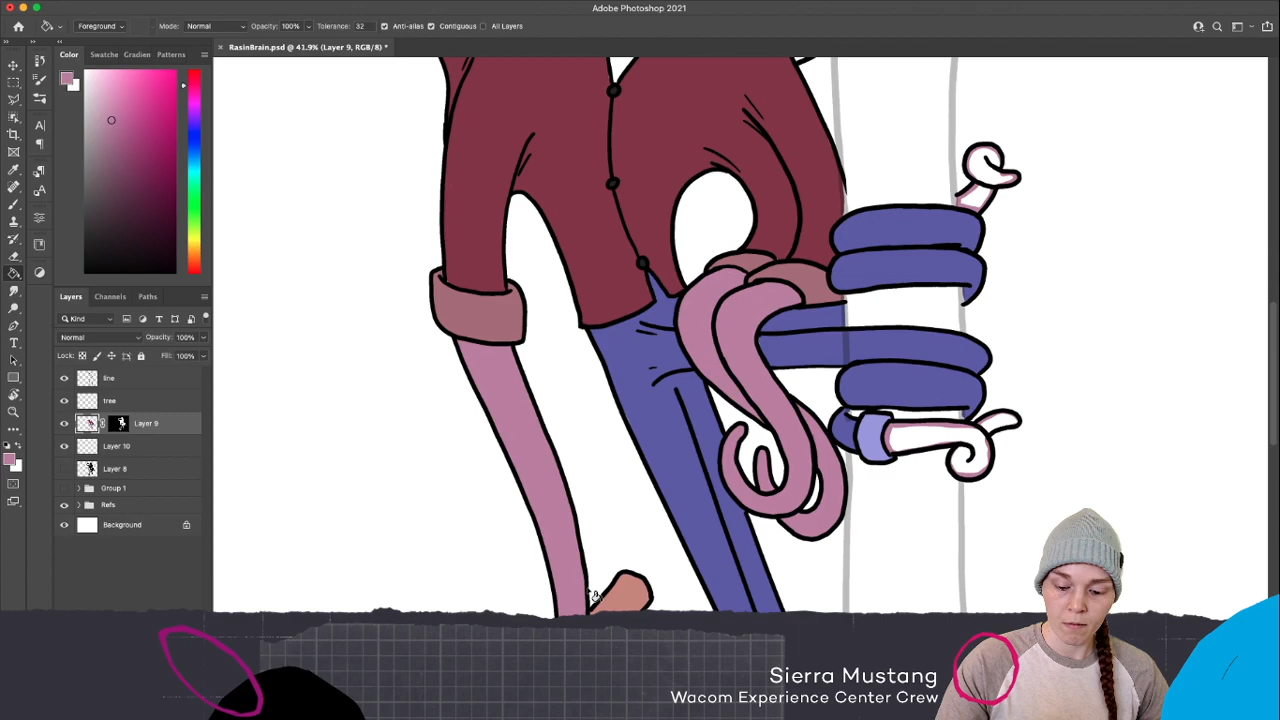 Adobe Photoshop 2021
Foreground Mode: Normal Opacity: 100% Tolerance: 32 Anti-alias Contiguous All Layers
RasinBrain.psd @ 41.9% (Layer 9, RGB/8) *
Color Swatche Gradien Patterns
Layers Channels Paths
Kind
Normal Opacity: 100%
Lock: Fill: 100%
line
tree
Layer 9
Layer 10
Layer 8
Group 1
Refs
Background
Sierra Mustang
Wacom Experience Center Crew